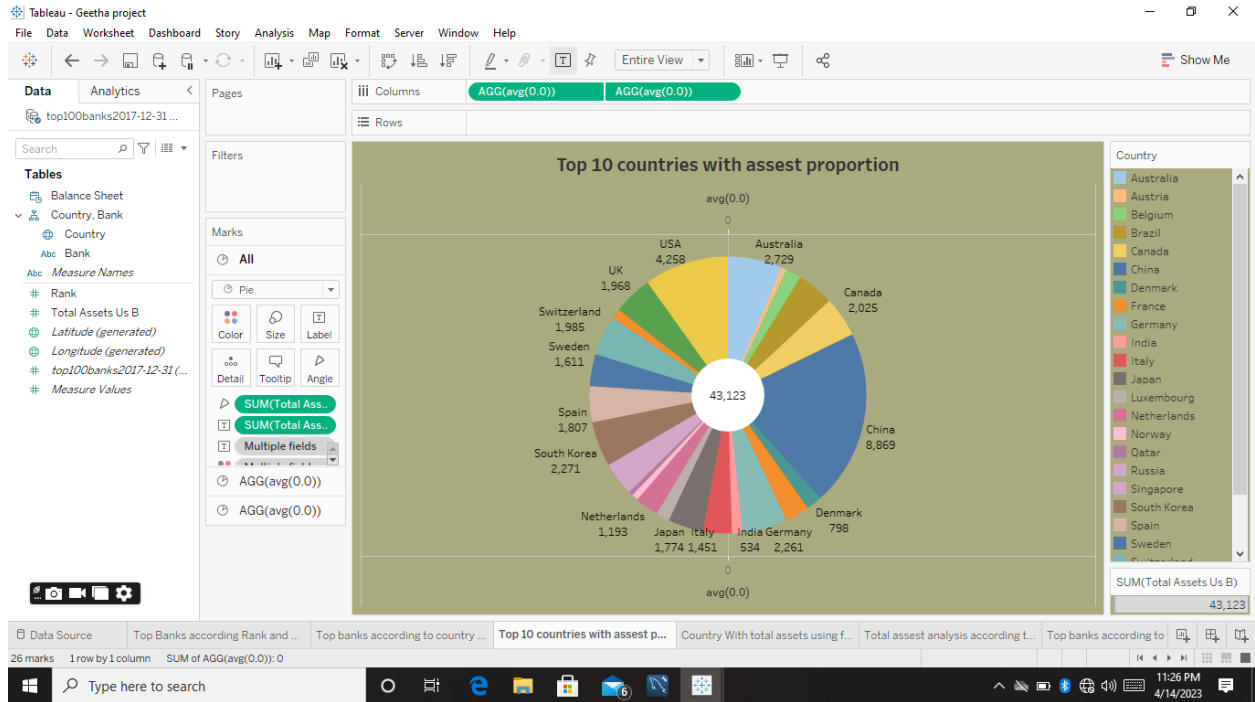 Tableau - Geetha project
File Data Worksheet Dashboard Story Analysis Map Format Server Window Help
Entire View
Show Me
Data Analytics
Pages
iii Columns
AGG(avg(0.0)) AGG(avg(0.0))
top100banks2017-12-31 ...
Rows
Search
Filters
Tables
Balance Sheet
Country, Bank
Country
Abc Bank
Abc Measure Names
# Rank
# Total Assets Us B
Latitude (generated)
Longitude (generated)
# top100banks2017-12-31 (...
# Measure Values
Marks
All
Pie
Color Size Label
Detail Tooltip Angle
SUM(Total Ass..
T SUM(Total Ass..
T Multiple fields
AGG(avg(0.0))
AGG(avg(0.0))
Top 10 countries with assest proportion
avg(0.0)
0
USA
4,258
Australia
2,729
UK
1,968
Canada
2,025
Switzerland
1,985
Sweden
1,611
43,123
Spain
1,807
China
8,869
South Korea
2,271
Netherlands
1,193
Japan
1,774
Italy
1,451
India
534
Germany
2,261
Denmark
798
0
avg(0.0)
Country
Australia
Austria
Belgium
Brazil
Canada
China
Denmark
France
Germany
India
Italy
Japan
Luxembourg
Netherlands
Norway
Qatar
Russia
Singapore
South Korea
Spain
Sweden
SUM(Total Assets Us B)
43,123
Data Source Top Banks according Rank and ... Top banks according to country ... Top 10 countries with assest p... Country With total assets using f... Total assest analysis according t... Top banks according to
26 marks 1 row by 1 column SUM of AGG(avg(0.0)): 0
Type here to search
6
11:26 PM
4/14/2023